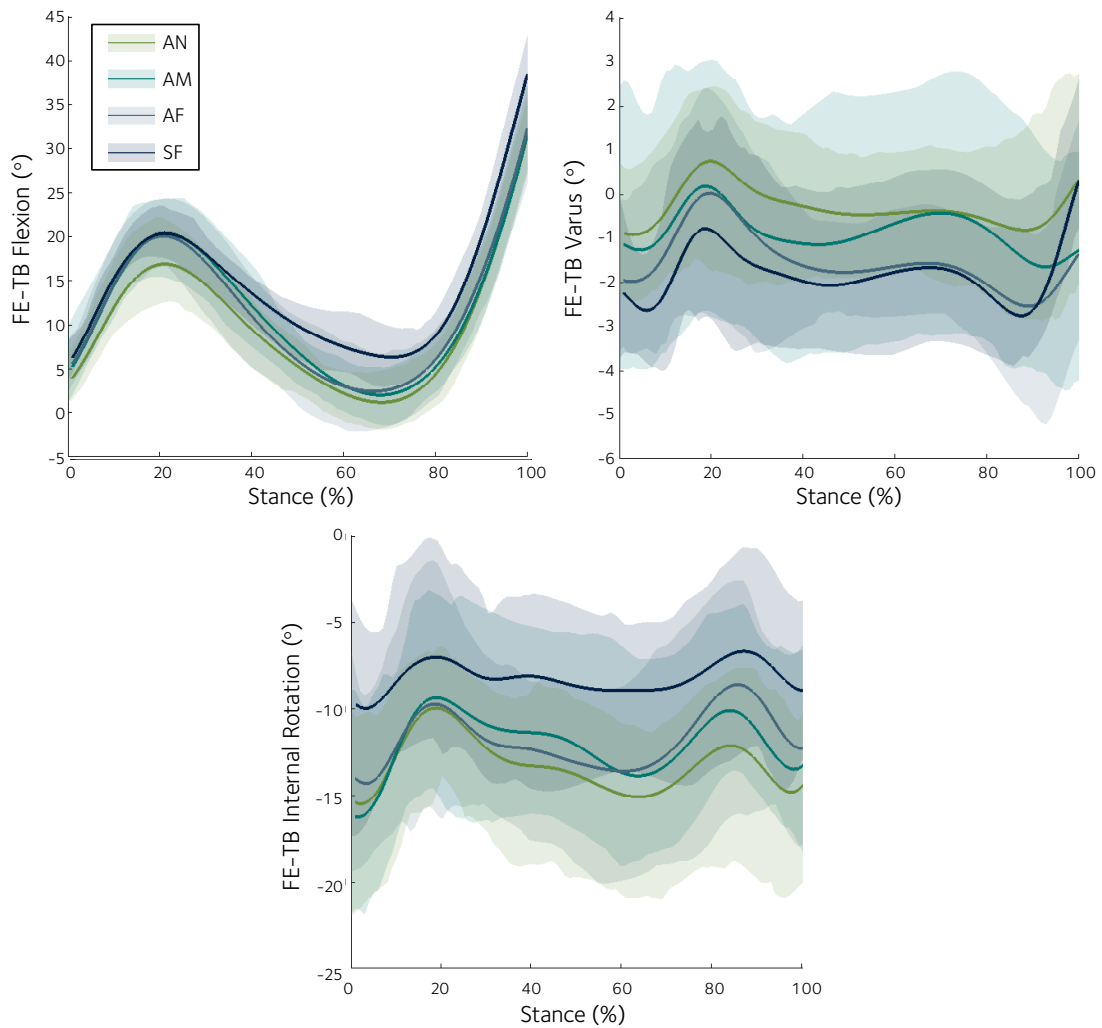 45
40
35
30
25
20
15
10
5
0
-5
FE-TB Flexion (°)
AN
AM
AF
SF
0 20 40 60 80 100
Stance (%)
4
3
2
1
0
-1
-2
-3
-4
-5
-6
FE-TB Varus (°)
0 20 40 60 80 100
Stance (%)
0
-5
-10
-15
-20
-25
FE-TB Internal Rotation (°)
0 20 40 60 80 100
Stance (%)